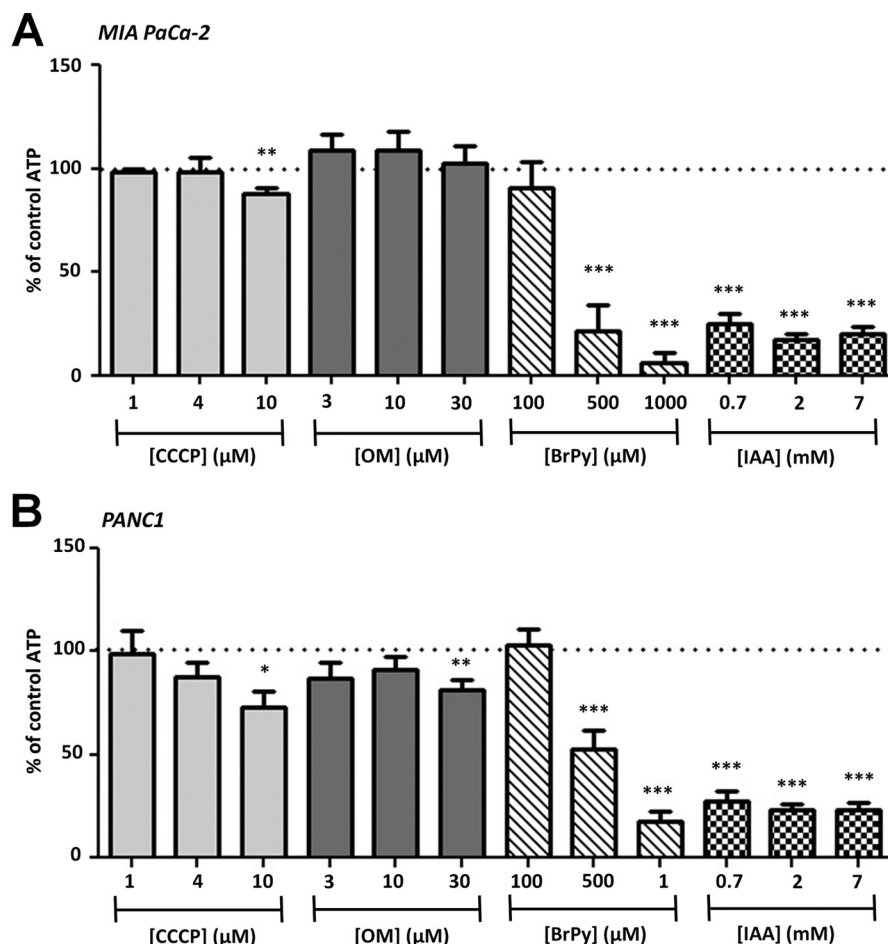 A
MIA PaCa-2
150
100
50
0
% of control ATP
**
***
***
***
***
***
1 4 10 3 10 30 100 500 1000 0.7 2 7
[CCCP] (µM) [OM] (µM) [BrPy] (µM) [IAA] (mM)
B
PANC1
150
100
50
0
% of control ATP
*
**
***
***
***
***
***
1 4 10 3 10 30 100 500 1 0.7 2 7
[CCCP] (µM) [OM] (µM) [BrPy] (µM) [IAA] (mM)